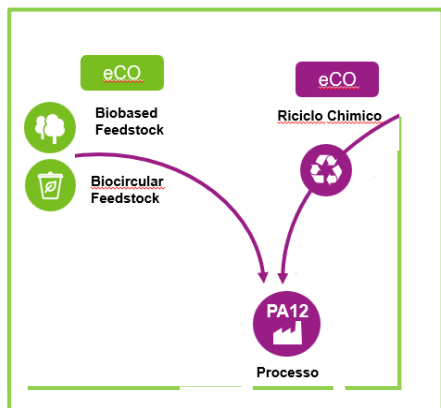 eCO
Biobased
Feedstock
Biocircular
Feedstock
eCO
Riciclo Chimico
PA12
Processo